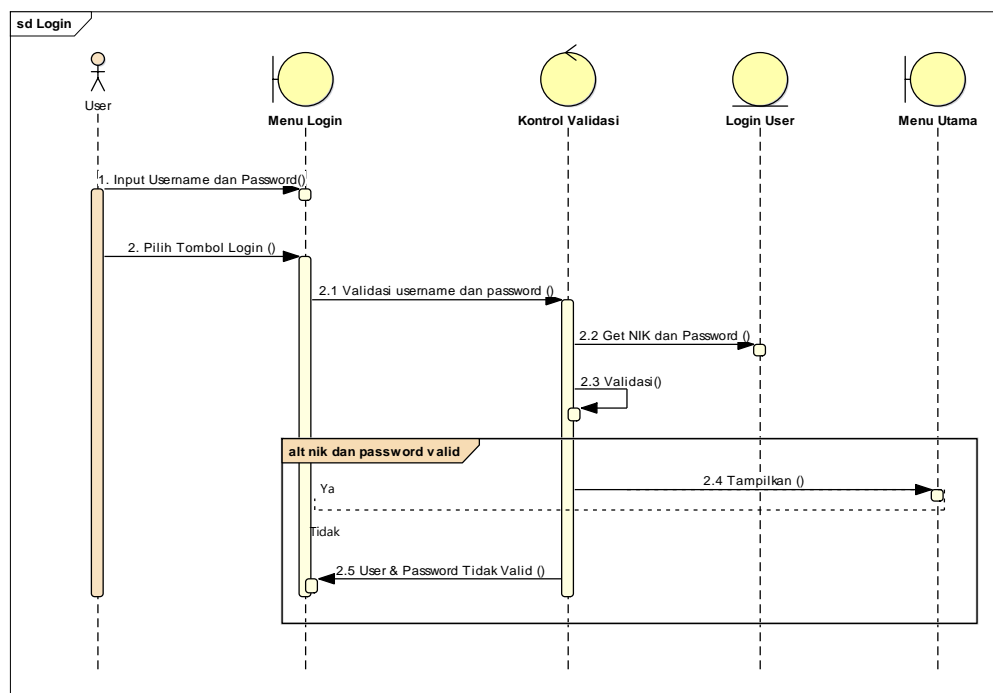 sd Login
User
Menu Login
Kontrol Validasi
Login User
Menu Utama
1. Input Username dan Password()
2. Pilih Tombol Login ()
2.1 Validasi username dan password ()
2.2 Get NIK dan Password ()
2.3 Validasi()
alt nik dan password valid
2.4 Tampilkan ()
Ya
Tidak
2.5 User & Password Tidak Valid ()